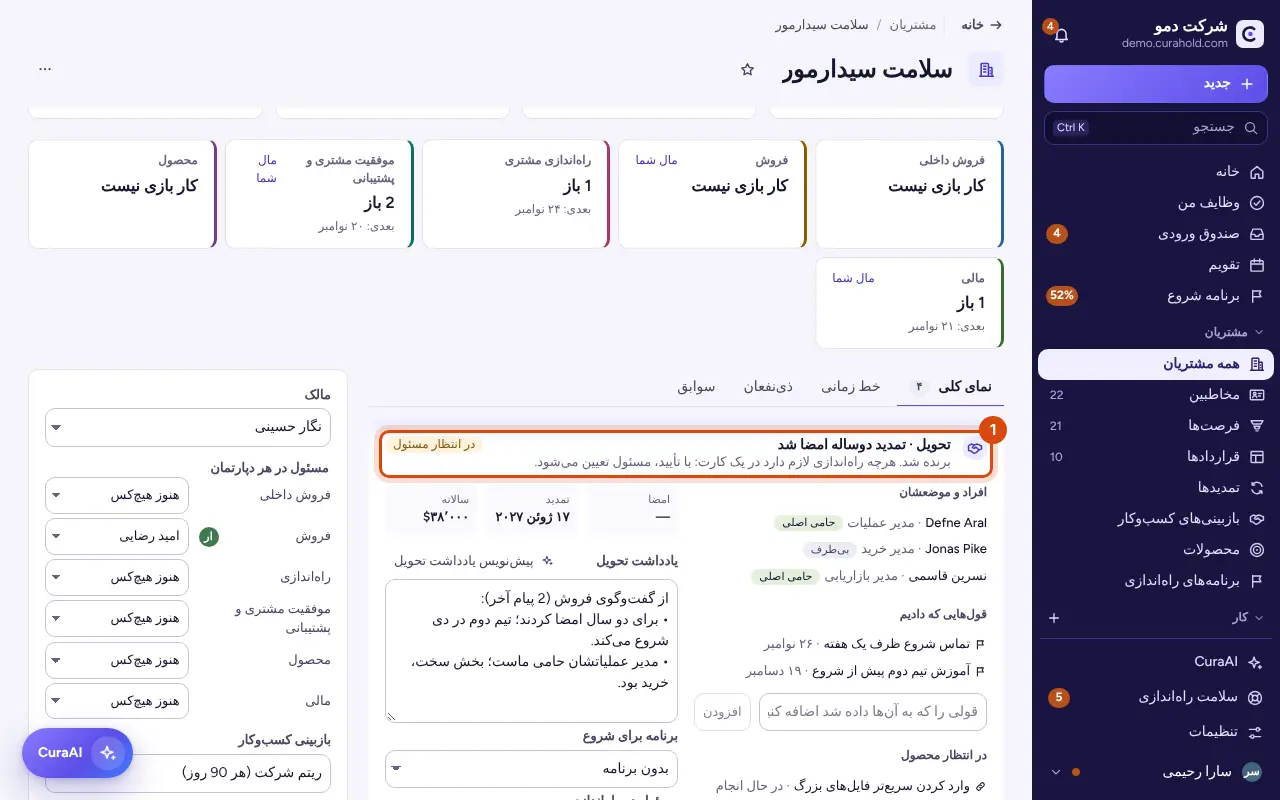 شرکت دمو
demo.curahold.com
4
جدید
جستجو
Ctrl K
خانه
وظایف من
صندوق ورودی
4
تقویم
برنامه شروع
52%
مشتریان
همه مشتریان
مخاطبین
22
فرصت‌ها
21
قراردادها
10
تمدیدها
بازبینی‌های کسب‌وکار
محصولات
برنامه‌های راه‌اندازی
کار
CuraAI
سلامت راه‌اندازی
5
تنظیمات
سر
سارا رحیمی
خانه
مشتریان / سلامت سیدارمور
سلامت سیدارمور
فروش داخلی
کار بازی نیست
فروش
مال شما
کار بازی نیست
راه‌اندازی مشتری
1 باز
بعدی: ۲۴ نوامبر
موفقیت مشتری و پشتیبانی
مال شما
2 باز
بعدی: ۲۰ نوامبر
محصول
کار بازی نیست
مالی
مال شما
1 باز
بعدی: ۲۱ نوامبر
نمای کلی ۴
خط زمانی
ذی‌نفعان
سوابق
1
تحویل · تمدید دوساله امضا شد
در انتظار مسئول
برنده شد. هرچه راه‌اندازی لازم دارد در یک کارت: با تأیید، مسئول تعیین می‌شود.
افراد و موضعشان
Defne Aral · مدیر عملیات حامی اصلی
Jonas Pike · مدیر خرید بی‌طرف
نسرین قاسمی · مدیر بازاریابی حامی اصلی
قول‌هایی که دادیم
تماس شروع ظرف یک هفته · ۲۶ نوامبر
آموزش تیم دوم پیش از شروع · ۱۹ دسامبر
قولی را که به آن‌ها داده شد اضافه کنی
افزودن
در انتظار محصول
وارد کردن سریع‌تر فایل‌های بزرگ · در حال انجام
امضا
—
تمدید
۱۷ ژوئن ۲۰۲۷
سالانه
$۳۸٬۰۰۰
یادداشت تحویل
پیش‌نویس یادداشت تحویل
از گفت‌وگوی فروش (2 پیام آخر):
• برای دو سال امضا کردند؛ تیم دوم در دی
شروع می‌کند.
• مدیر عملیاتشان حامی ماست؛ بخش سخت،
خرید بود.
برنامه برای شروع
بدون برنامه
مالک
نگار حسینی
مسئول در هر دپارتمان
فروش داخلی
هنوز هیچ‌کس
فروش
ار
امید رضایی
راه‌اندازی
هنوز هیچ‌کس
موفقیت مشتری و پشتیبانی
هنوز هیچ‌کس
محصول
هنوز هیچ‌کس
مالی
هنوز هیچ‌کس
بازبینی کسب‌وکار
ریتم شرکت (هر 90 روز)
CuraAI